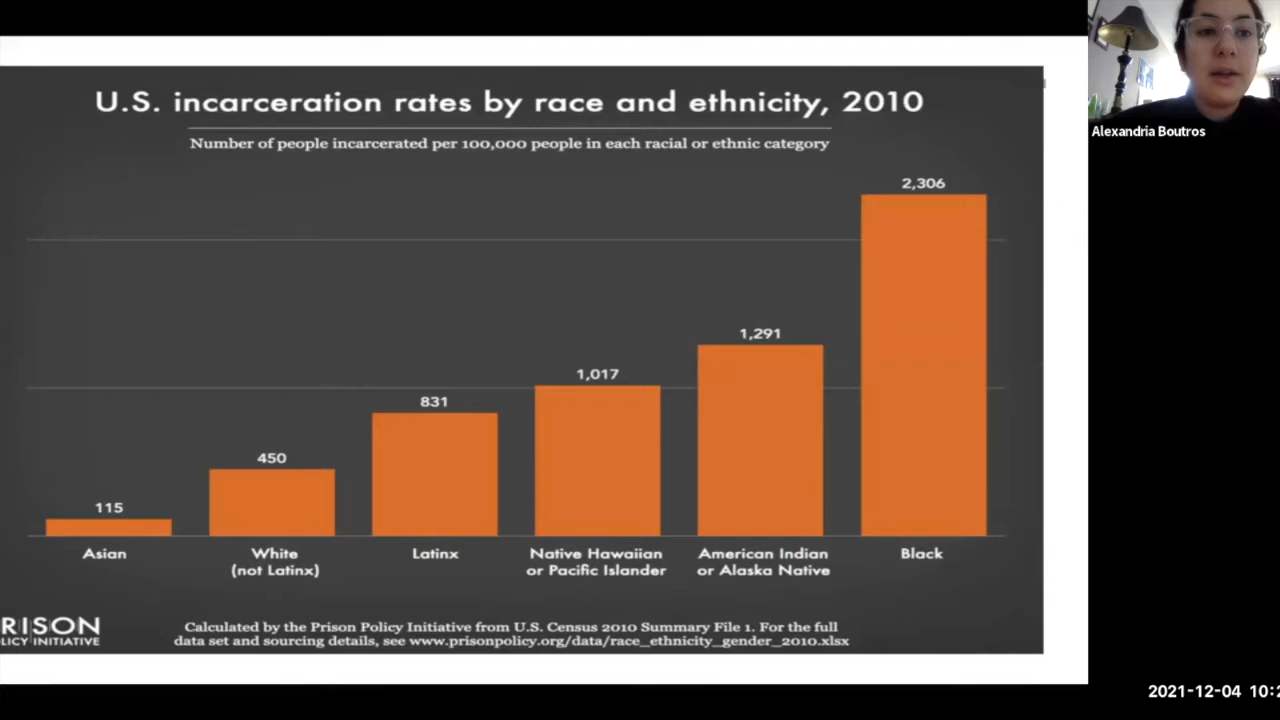 U.S. incarceration rates by race and ethnicity, 2010
Number of people incarcerated per 100,000 people in each racial or ethnic category
2,306
1,291
1,017
831
450
115
Asian
White
(not Latinx)
Latinx
Native Hawaiian
or Pacific Islander
American Indian
or Alaska Native
Black
RISON
LICY INITIATIVE
Calculated by the Prison Policy Initiative from U.S. Census 2010 Summary File 1. For the full
data set and sourcing details, see www.prisonpolicy.org/data/race_ethnicity_gender_2010.xlsx
Alexandria Boutros
2021-12-04 10:2